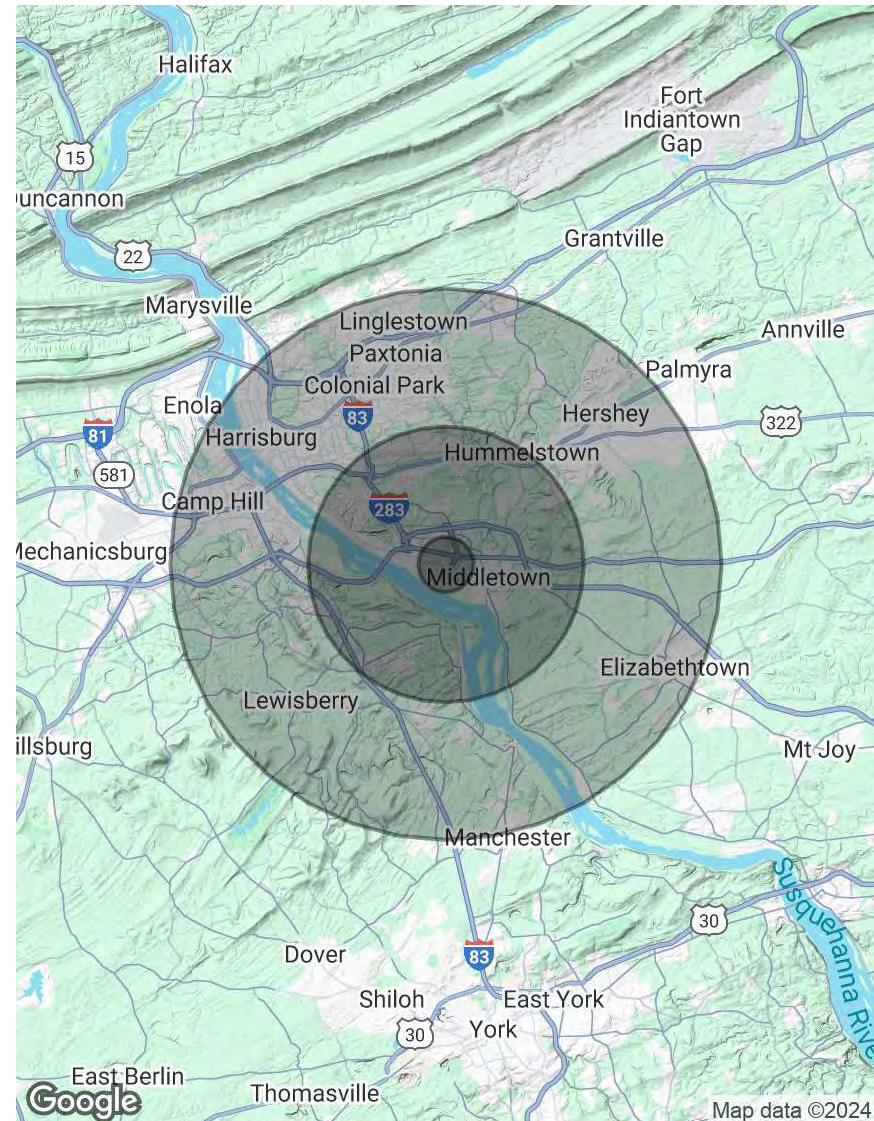 Halifax
Fort
Indiantown
Gap
15
uncannon
Grantville
22
Marysville
Linglestown
Annville
Paxtonia
Palmyra
Colonial Park
Enola
Hershey
83
322
81
Harrisburg
Hummelstown
581
Camp Hill
283
Mechanicsburg
Middletown
Elizabethtown
Lewisberry
illsburg
Mt Joy
Manchester
Susquehanna Rive
30
Dover
83
Shiloh
East York
30
York
East Berlin
Thomasville
Google
Map data ©2024